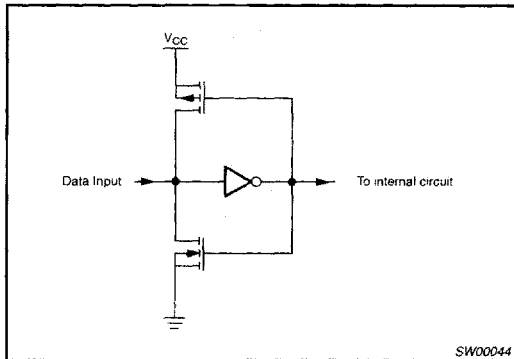 VCC
Data Input
To internal circuit
SW00044